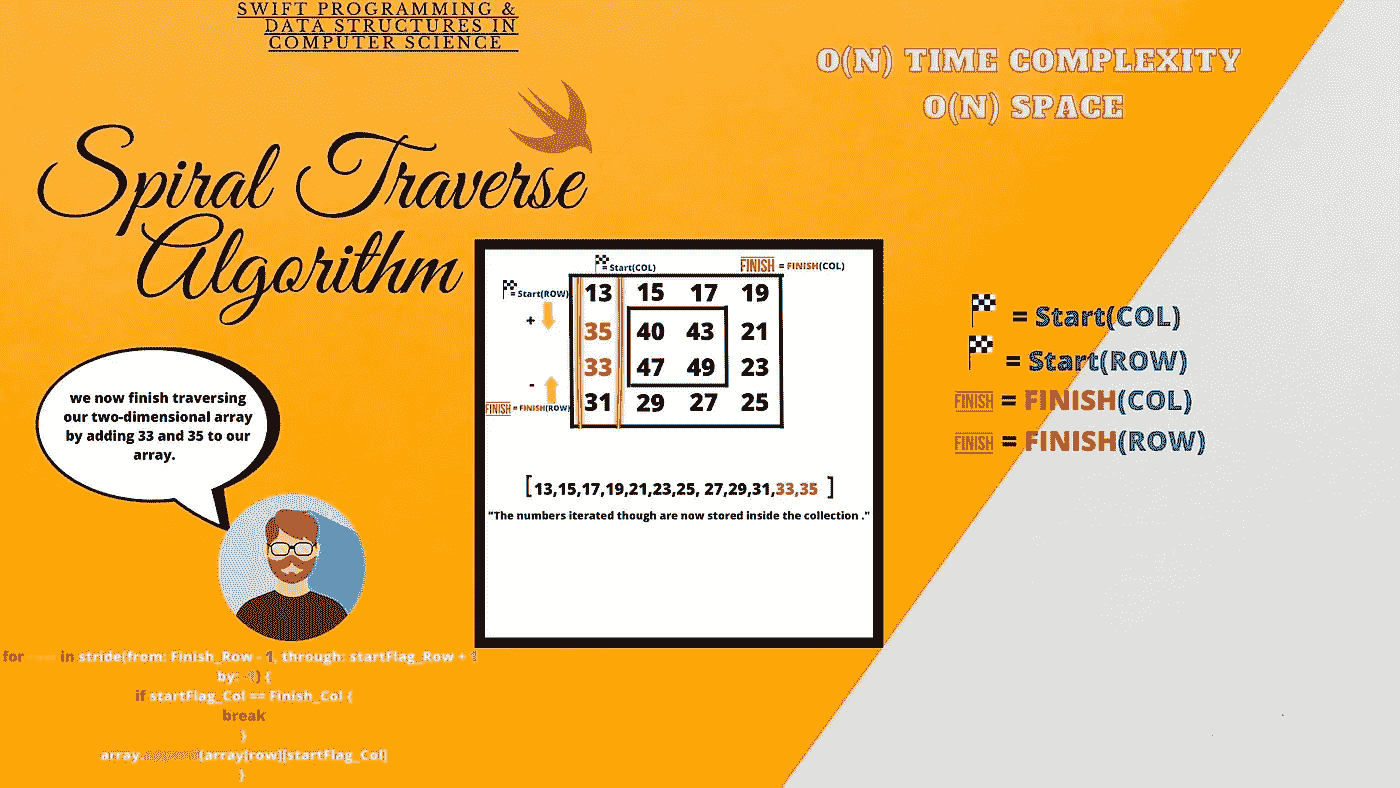 SWIFT PROGRAMMING &
DATA STRUCTURES IN
COMPUTER SCIENCE
O(N) TIME COMPLEXITY
O(N) SPACE
Spiral Traverse
Algorithm
= Start(COL)
FINISH = FINISH(COL)
= Start(ROW)
13 15 17 19
+
35 40 43 21
33 47 49 23
-
FINISH = FINISH(ROW)
31 29 27 25
[13,15,17,19,21,23,25, 27,29,31,33,35 ]
"The numbers iterated though are now stored inside the collection ."
= Start(COL)
= Start(ROW)
FINISH = FINISH(COL)
FINISH = FINISH(ROW)
we now finish traversing
our two-dimensional array
by adding 33 and 35 to our
array.
for in stride(from: Finish_Row - 1, through: startFlag_Row + 1
by: -1) {
if startFlag_Col == Finish_Col {
break
}
array.append(array[row][startFlag_Col]
}